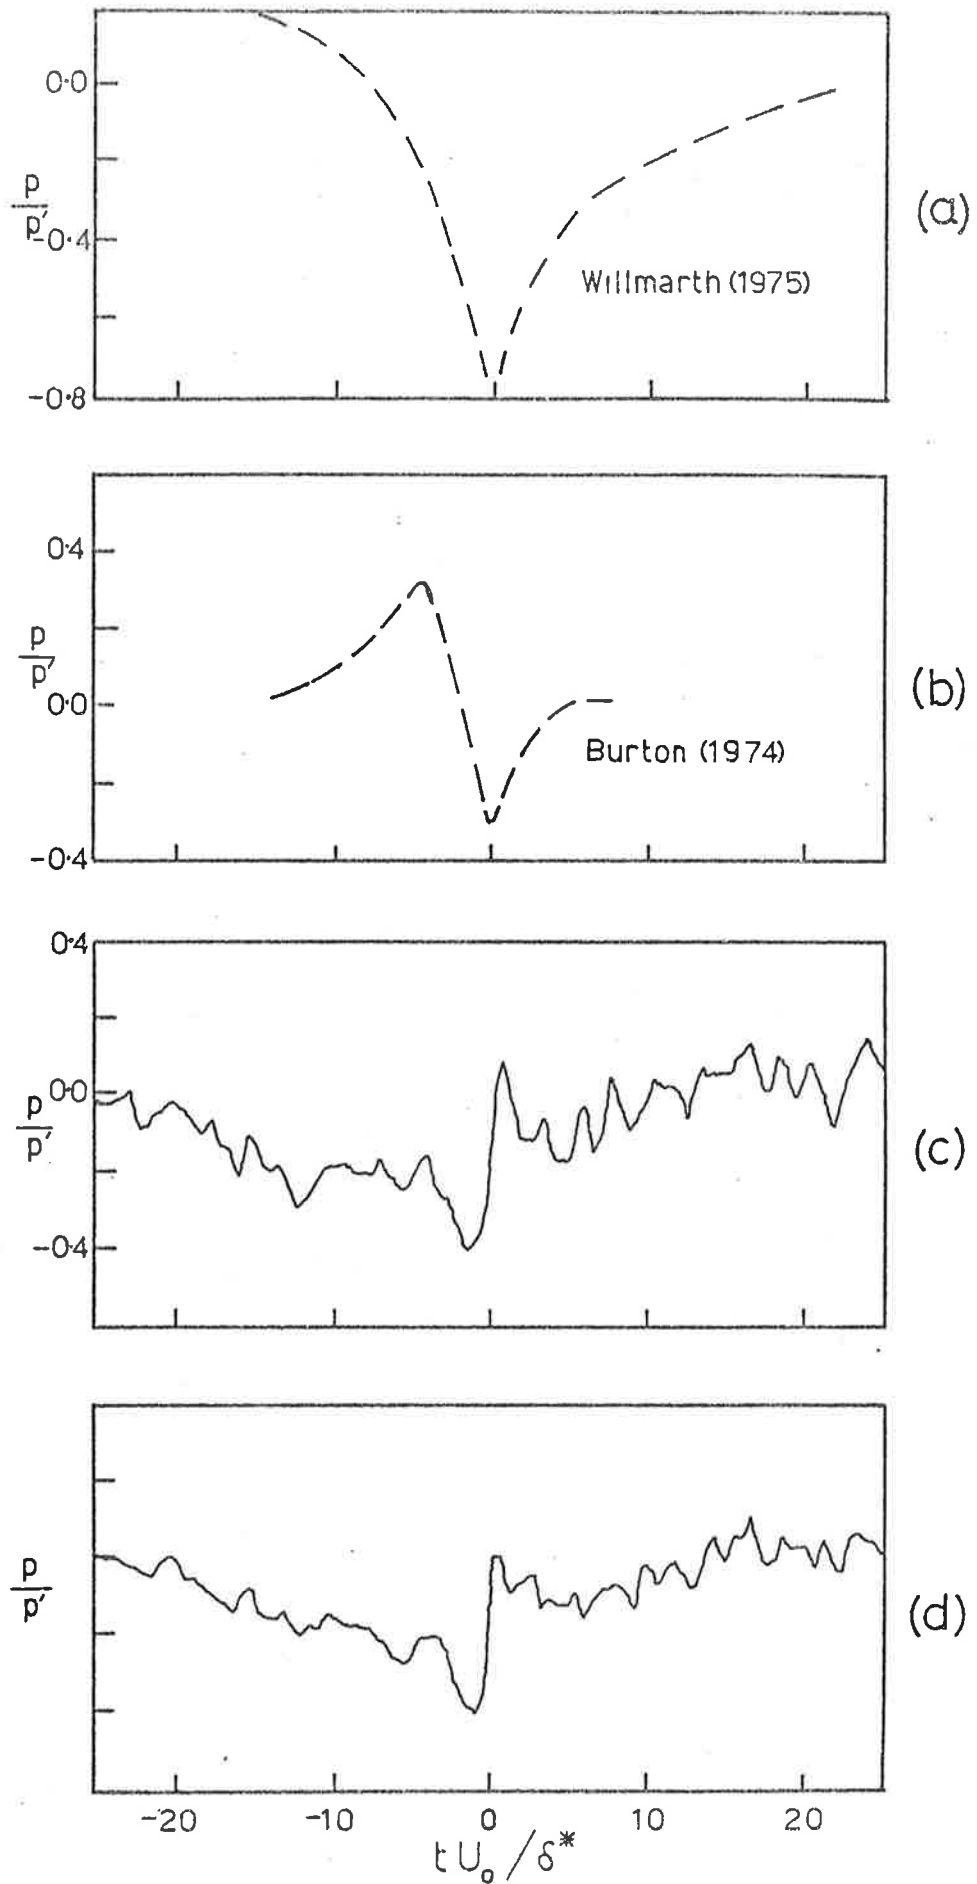 0·0
p
p'
-0·4
-0·8
Willmarth (1975)
(a)
0·4
p
p'
0·0
-0·4
Burton (1974)
(b)
0·4
0·0
p
p'
-0·4
(c)
p
p'
(d)
-20 -10 0 10 20
t U₀ / δ*